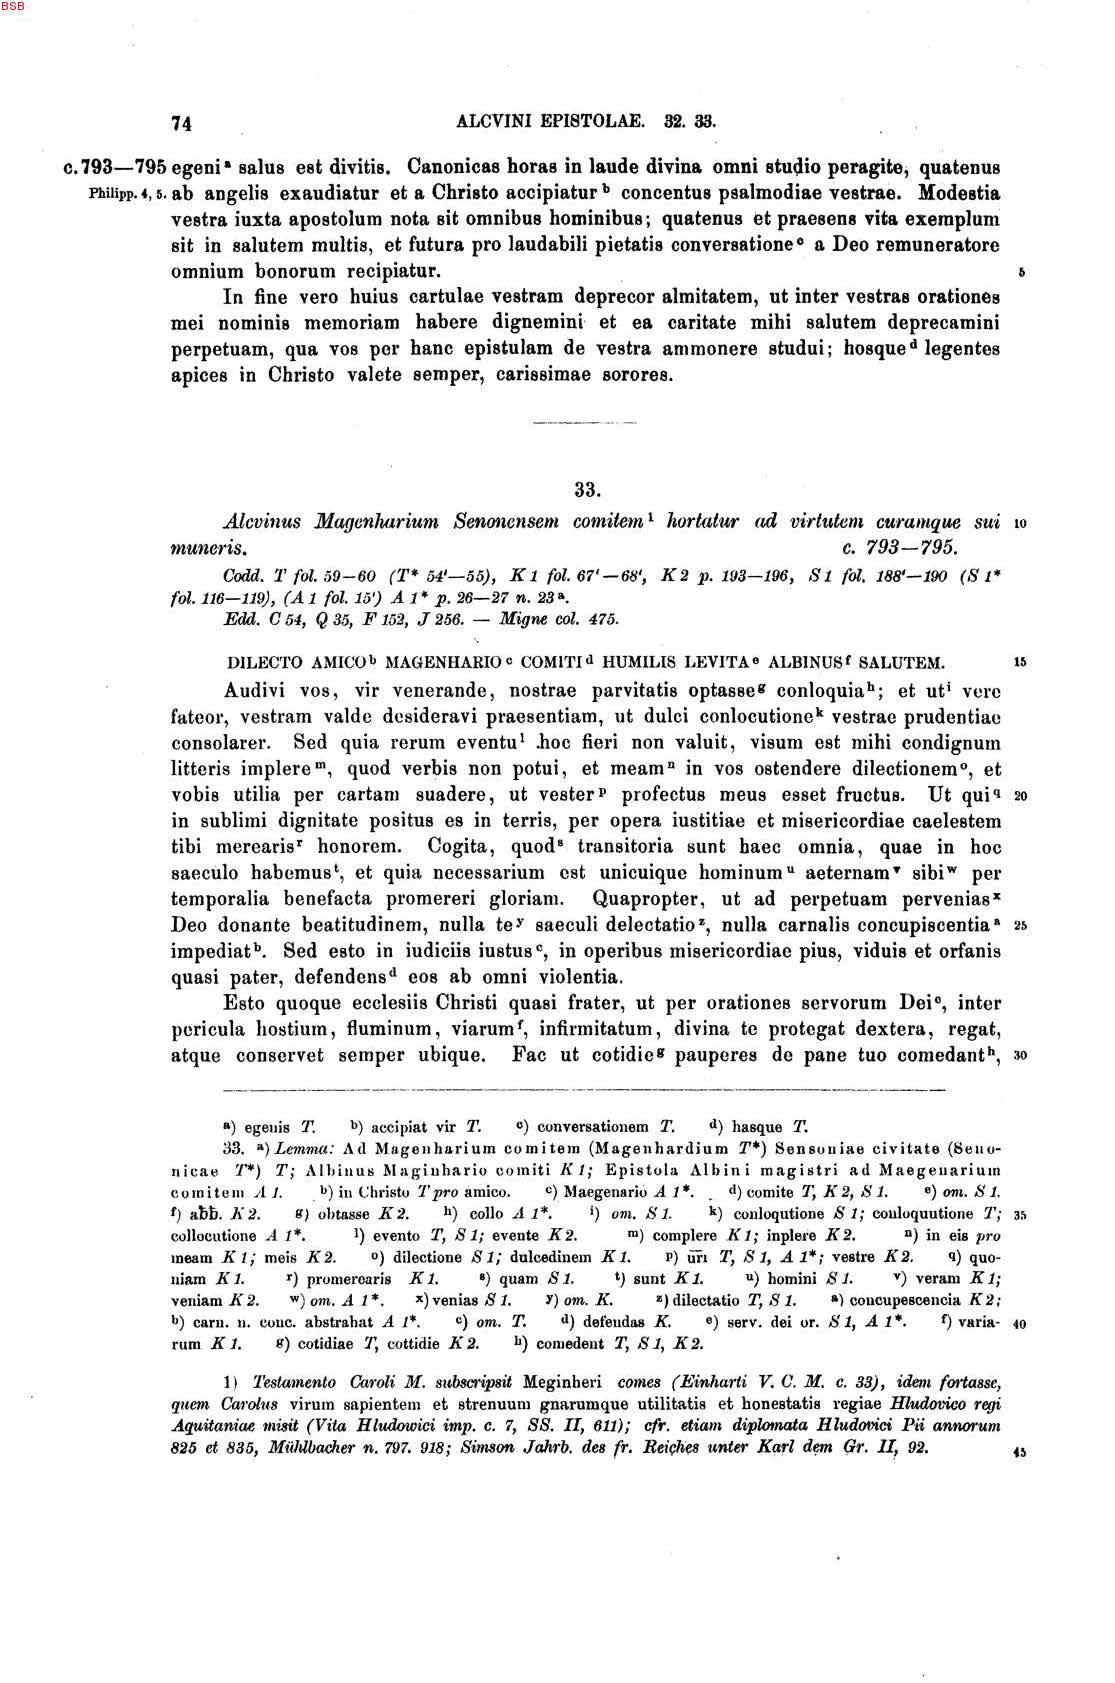 BSB
74 ALCVINI EPISTOLAE. 32. 33.
c.793—795 egeni ᵃ salus est divitis. Canonicas horas in laude divina omni studio peragite, quatenus
Philipp. 4, 5. ab angelis exaudiatur et a Christo accipiatur ᵇ concentus psalmodiae vestrae. Modestia
vestra iuxta apostolum nota sit omnibus hominibus; quatenus et praesens vita exemplum
sit in salutem multis, et futura pro laudabili pietatis conversatione ᶜ a Deo remuneratore
omnium bonorum recipiatur. 5
In fine vero huius cartulae vestram deprecor almitatem, ut inter vestras orationes
mei nominis memoriam habere dignemini et ea caritate mihi salutem deprecamini
perpetuam, qua vos per hanc epistulam de vestra ammonere studui; hosque ᵈ legentes
apices in Christo valete semper, carissimae sorores.
33.
Alcvinus Magenharium Senonensem comitem ¹ hortatur ad virtutem curamque sui 10
muneris. c. 793—795.
Codd. T fol. 59—60 (T* 54'—55), K 1 fol. 67'—68', K 2 p. 193—196, S 1 fol. 188'—190 (S 1*
fol. 116—119), (A 1 fol. 15') A 1* p. 26—27 n. 23ᵃ.
Edd. C 54, Q 35, F 152, J 256. — Migne col. 475.
DILECTO AMICO ᵇ MAGENHARIO ᶜ COMITI ᵈ HUMILIS LEVITA ᵉ ALBINUS ᶠ SALUTEM. 15
Audivi vos, vir venerande, nostrae parvitatis optasse ᵍ conloquia ʰ; et ut ⁱ vere
fateor, vestram valde desideravi praesentiam, ut dulci conlocutione ᵏ vestrae prudentiae
consolarer. Sed quia rerum eventu ˡ hoc fieri non valuit, visum est mihi condignum
litteris implere ᵐ, quod verbis non potui, et meam ⁿ in vos ostendere dilectionem ᵒ, et
vobis utilia per cartam suadere, ut vester ᵖ profectus meus esset fructus. Ut qui q 20
in sublimi dignitate positus es in terris, per opera iustitiae et misericordiae caelestem
tibi merearis ʳ honorem. Cogita, quod ˢ transitoria sunt haec omnia, quae in hoc
saeculo habemus ᵗ, et quia necessarium est unicuique hominum ᵘ aeternam ᵛ sibi ʷ per
temporalia benefacta promereri gloriam. Quapropter, ut ad perpetuam pervenias ˣ
Deo donante beatitudinem, nulla te ʸ saeculi delectatio ᶻ, nulla carnalis concupiscentia ᵃ 25
impediat ᵇ. Sed esto in iudiciis iustus ᶜ, in operibus misericordiae pius, viduis et orfanis
quasi pater, defendens ᵈ eos ab omni violentia.
Esto quoque ecclesiis Christi quasi frater, ut per orationes servorum Dei ᵉ, inter
pericula hostium, fluminum, viarum ᶠ, infirmitatum, divina te protegat dextera, regat,
atque conservet semper ubique. Fac ut cotidie ᵍ pauperes de pane tuo comedant ʰ, 30
a) egenis T. b) accipiat vir T. c) conversationem T. d) hasque T.
33. a) Lemma: Ad Magenharium comitem (Magenhardium T*) Sensoniae civitate (Seno-
nicae T*) T; Albinus Maginhario comiti K 1; Epistola Albini magistri ad Maegenarium
comitem A 1. b) in Christo T pro amico. c) Maegenario A 1*. d) comite T, K 2, S 1. e) om. S 1.
f) aƀƀ. K 2. g) obtasse K 2. h) collo A 1*. i) om. S 1. k) conloqutione S 1; conloquutione T; 35
collocutione A 1*. l) evento T, S 1; evente K 2. m) complere K 1; inplere K 2. n) in eis pro
meam K 1; meis K 2. o) dilectione S 1; dulcedinem K 1. p) ūr̄ı T, S 1, A 1*; vestre K 2. q) quo-
niam K 1. r) promerearis K 1. s) quam S 1. t) sunt K 1. u) homini S 1. v) veram K 1;
veniam K 2. w) om. A 1*. x) venias S 1. y) om. K. z) dilectatio T, S 1. a) concupescencia K 2;
b) carn. n. conc. abstrahat A 1*. c) om. T. d) defendas K. e) serv. dei or. S 1, A 1*. f) varia- 40
rum K 1. g) cotidiae T, cottidie K 2. h) comedent T, S 1, K 2.
1) Testamento Caroli M. subscripsit Meginheri comes (Einharti V. C. M. c. 33), idem fortasse,
quem Carolus virum sapientem et strenuum gnarumque utilitatis et honestatis regiae Hludovico regi
Aquitaniae misit (Vita Hludowici imp. c. 7, SS. II, 611); cfr. etiam diplomata Hludovici Pii annorum
825 et 835, Mühlbacher n. 797. 918; Simson Jahrb. des fr. Reiches unter Karl dem Gr. II, 92. 45